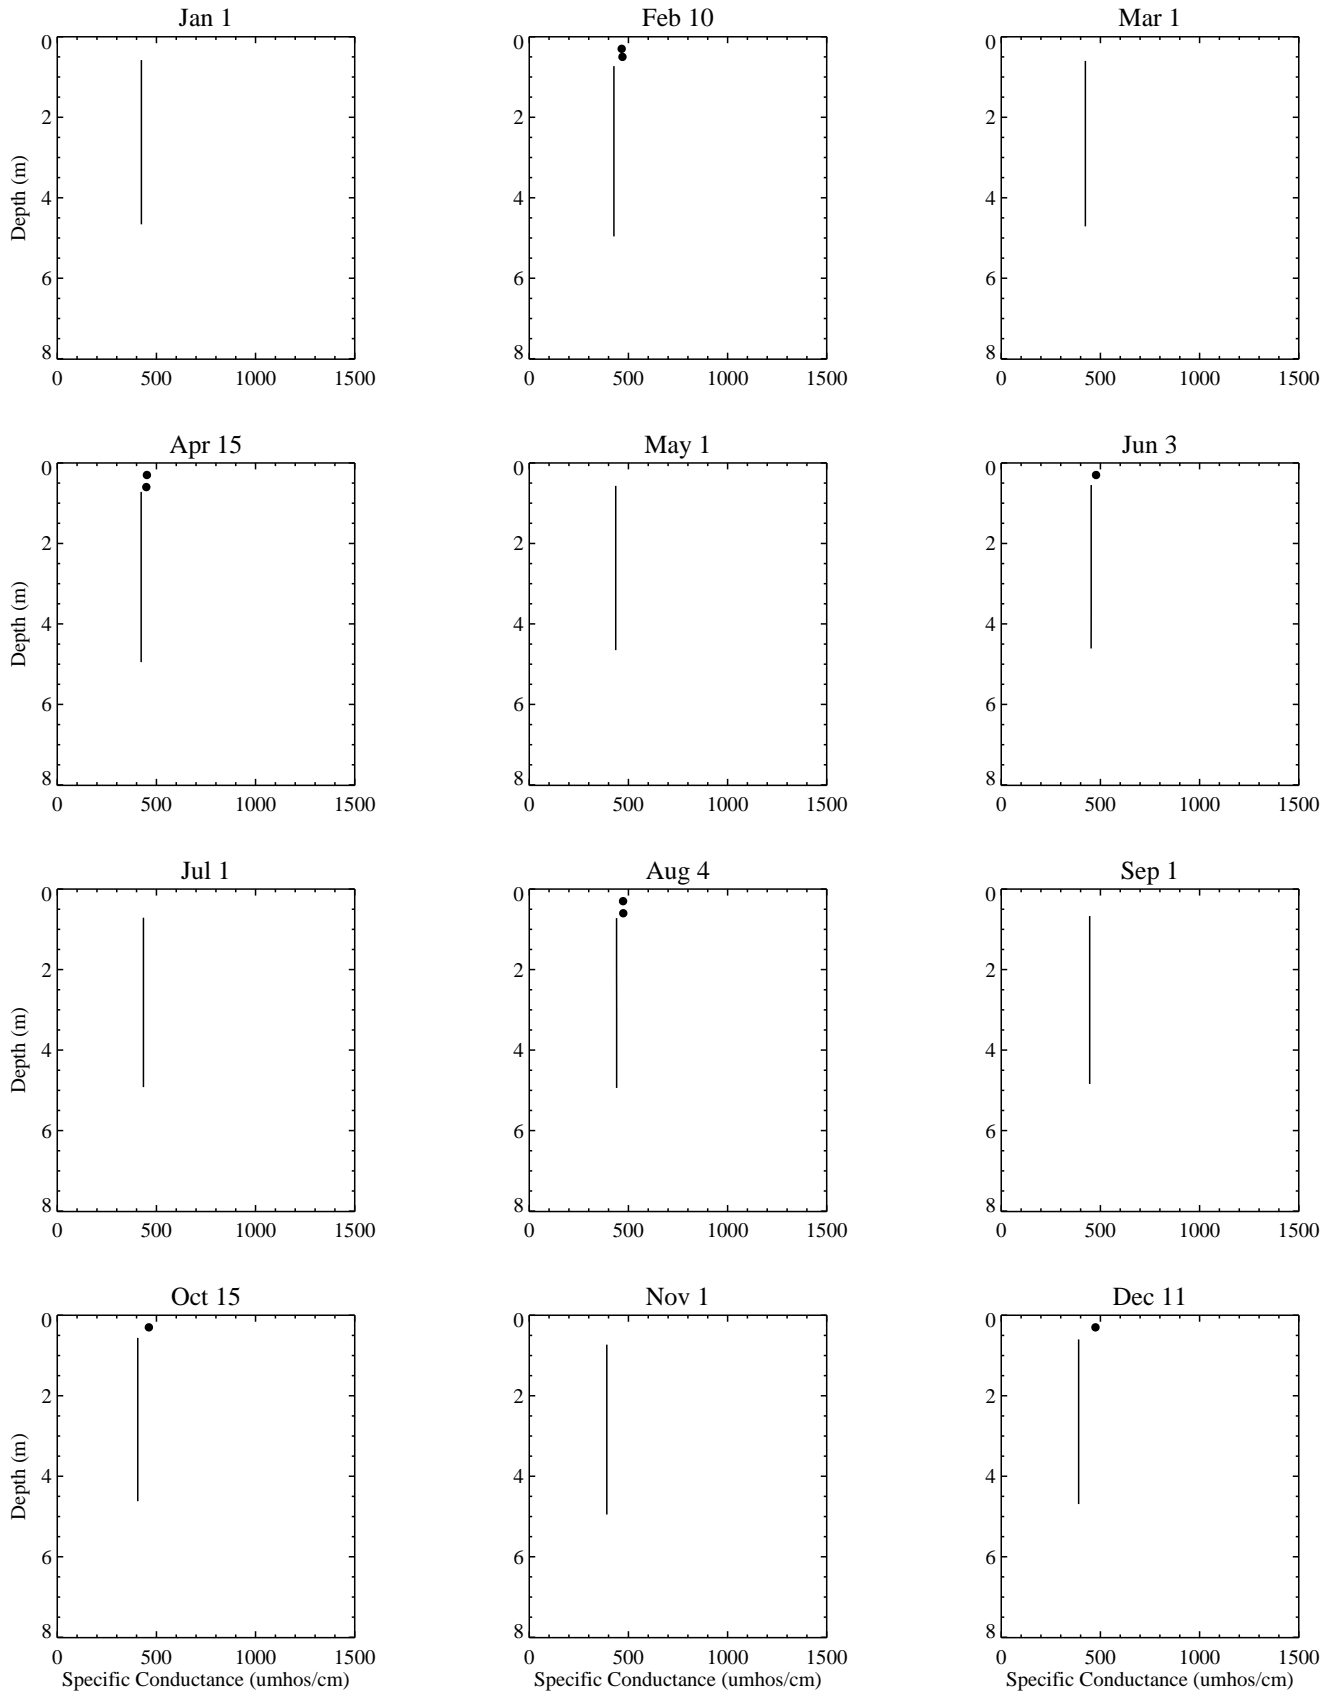 Jan 1
Feb 10
Mar 1
0 0 0
2 2 2
4 4 4
6 6 6
8 8 8
Depth (m)
0 500 1000 1500 0 500 1000 1500 0 500 1000 1500
Apr 15
May 1
Jun 3
0 0 0
2 2 2
4 4 4
6 6 6
8 8 8
Depth (m)
0 500 1000 1500 0 500 1000 1500 0 500 1000 1500
Jul 1
Aug 4
Sep 1
0 0 0
2 2 2
4 4 4
6 6 6
8 8 8
Depth (m)
0 500 1000 1500 0 500 1000 1500 0 500 1000 1500
Oct 15
Nov 1
Dec 11
0 0 0
2 2 2
4 4 4
6 6 6
8 8 8
Depth (m)
0 500 1000 1500 0 500 1000 1500 0 500 1000 1500
Specific Conductance (umhos/cm)
Specific Conductance (umhos/cm)
Specific Conductance (umhos/cm)